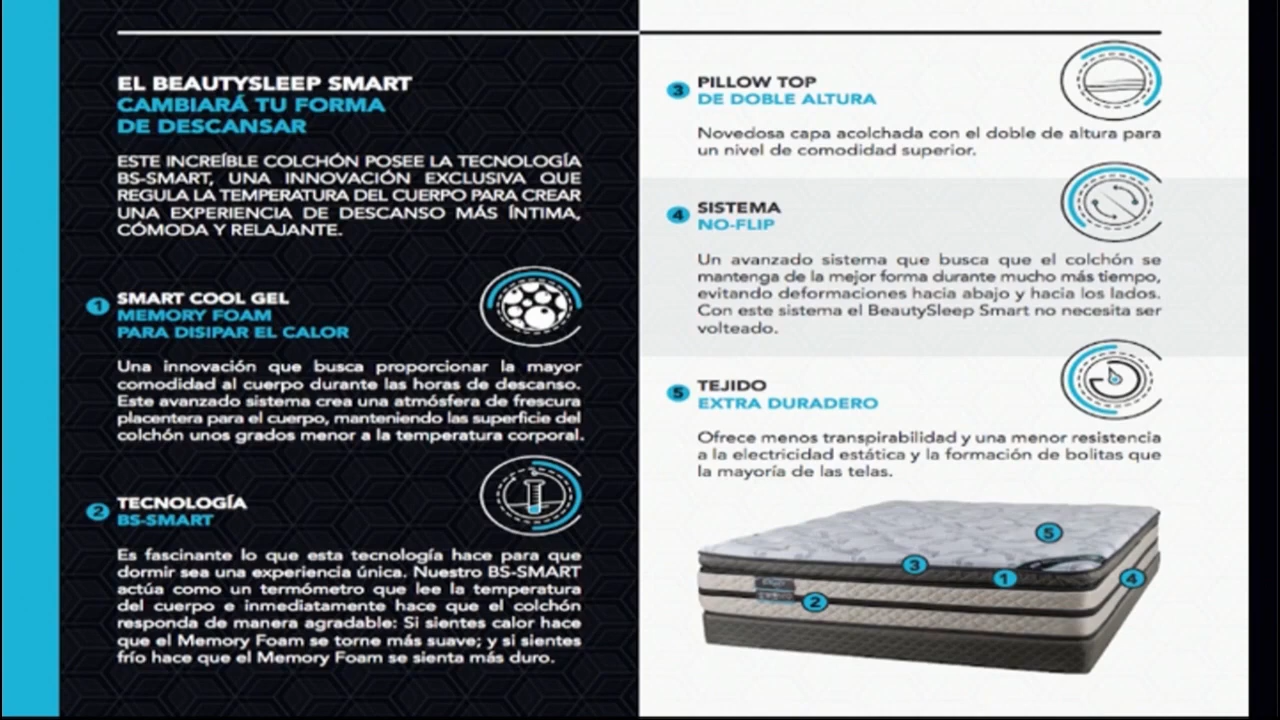 EL BEAUTYSLEEP SMART
CAMBIARÁ TU FORMA
DE DESCANSAR
ESTE INCREÍBLE COLCHÓN POSEE LA TECNOLOGÍA
BS-SMART, UNA INNOVACIÓN EXCLUSIVA QUE
REGULA LA TEMPERATURA DEL CUERPO PARA CREAR
UNA EXPERIENCIA DE DESCANSO MÁS ÍNTIMA,
CÓMODA Y RELAJANTE.
1 SMART COOL GEL
MEMORY FOAM
PARA DISIPAR EL CALOR
Una innovación que busca proporcionar la mayor
comodidad al cuerpo durante las horas de descanso.
Este avanzado sistema crea una atmósfera de frescura
placentera para el cuerpo, manteniendo las superficie del
colchón unos grados menor a la temperatura corporal.
2 TECNOLOGÍA
BS-SMART
Es fascinante lo que esta tecnología hace para que
dormir sea una experiencia única. Nuestro BS-SMART
actúa como un termómetro que lee la temperatura
del cuerpo e inmediatamente hace que el colchón
responda de manera agradable: Si sientes calor hace
que el Memory Foam se torne más suave; y si sientes
frío hace que el Memory Foam se sienta más duro.
3 PILLOW TOP
DE DOBLE ALTURA
Novedosa capa acolchada con el doble de altura para
un nivel de comodidad superior.
4 SISTEMA
NO-FLIP
Un avanzado sistema que busca que el colchón se
mantenga de la mejor forma durante mucho más tiempo,
evitando deformaciones hacia abajo y hacia los lados.
Con este sistema el BeautySleep Smart no necesita ser
volteado.
5 TEJIDO
EXTRA DURADERO
Ofrece menos transpirabilidad y una menor resistencia
a la electricidad estática y la formación de bolitas que
la mayoría de las telas.
5
3
1
4
2